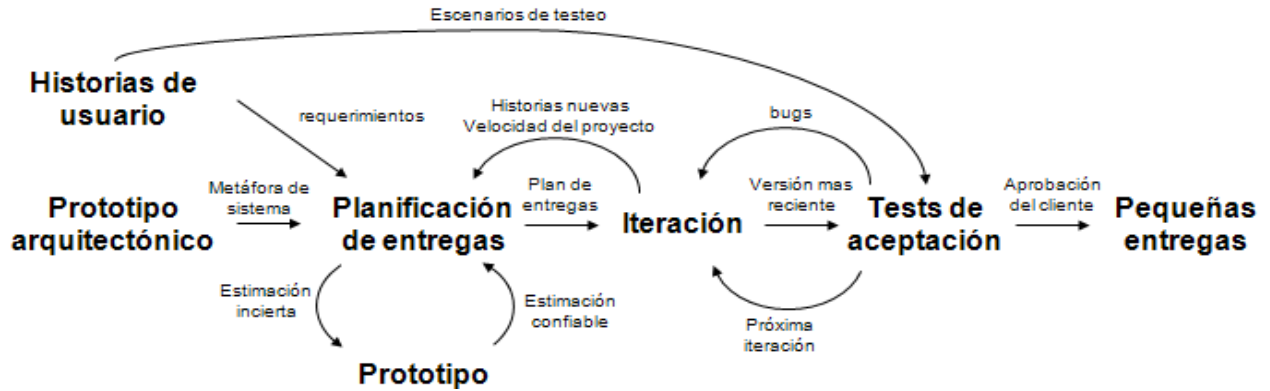 Escenarios de testeo
Historias de
usuario
requerimientos
Historias nuevas
Velocidad del proyecto
bugs
Prototipo
arquitectónico
Metáfora de
sistema
Planificación
de entregas
Plan de
entregas
Iteración
Versión mas
reciente
Tests de
aceptación
Aprobación
del cliente
Pequeñas
entregas
Estimación
incierta
Estimación
confiable
Próxima
iteración
Prototipo